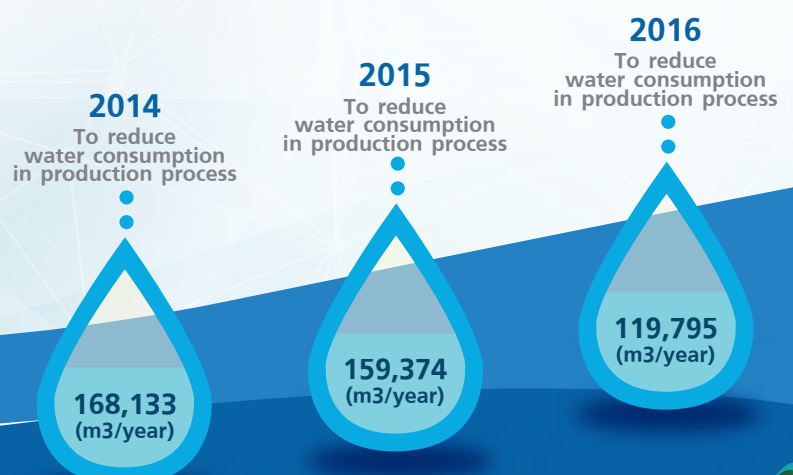 2014
To reduce
water consumption
in production process
168,133
(m3/year)
2015
To reduce
water consumption
in production process
159,374
(m3/year)
2016
To reduce
water consumption
in production process
119,795
(m3/year)